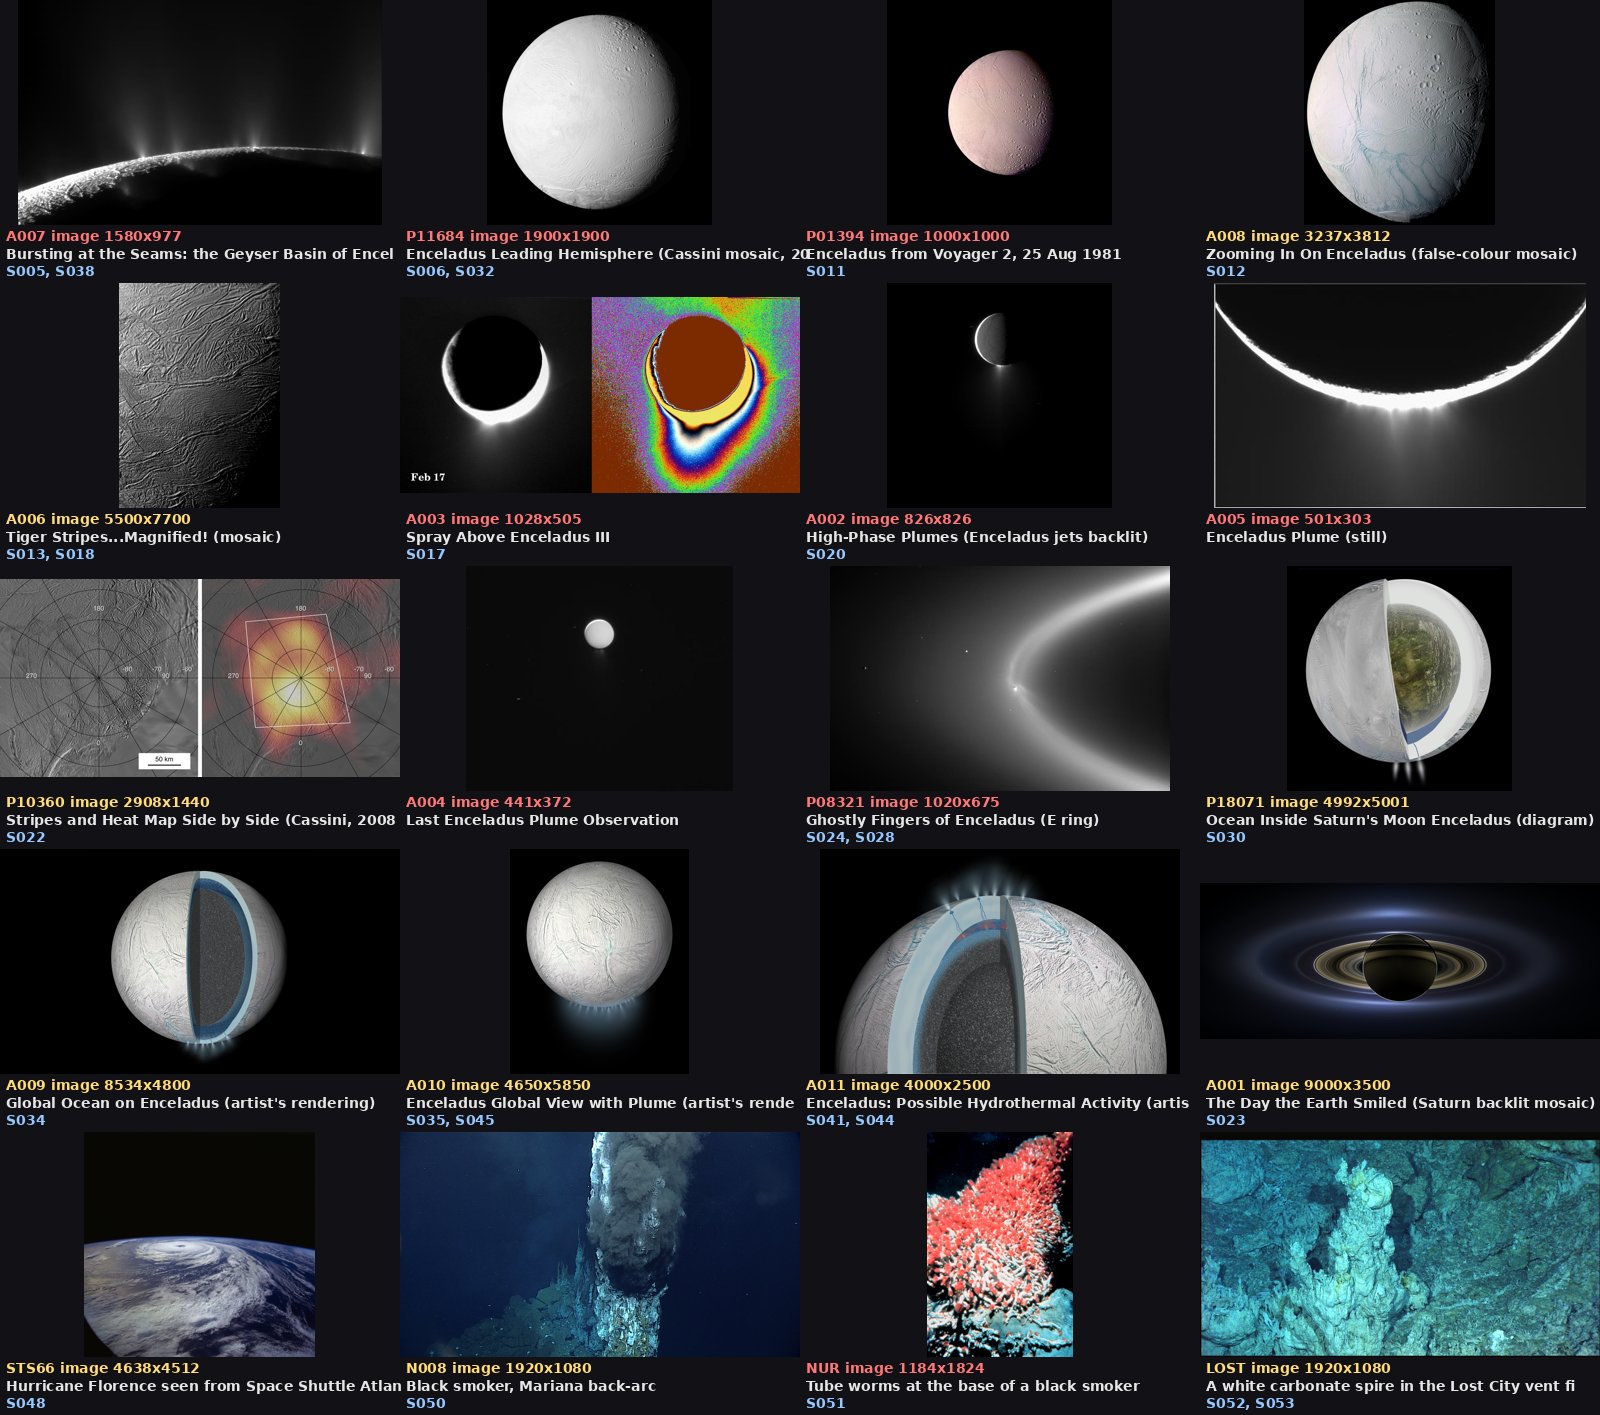 A007 image 1580x977
Bursting at the Seams: the Geyser Basin of Encel
S005, S038
P11684 image 1900x1900
Enceladus Leading Hemisphere (Cassini mosaic, 20
S006, S032
P01394 image 1000x1000
Enceladus from Voyager 2, 25 Aug 1981
S011
A008 image 3237x3812
Zooming In On Enceladus (false-colour mosaic)
S012
A006 image 5500x7700
Tiger Stripes...Magnified! (mosaic)
S013, S018
Feb 17
A003 image 1028x505
Spray Above Enceladus III
S017
A002 image 826x826
High-Phase Plumes (Enceladus jets backlit)
S020
A005 image 501x303
Enceladus Plume (still)
180
270
-80
-70
-60
90
0
50 km
180
270
-80
-70
-60
90
0
P10360 image 2908x1440
Stripes and Heat Map Side by Side (Cassini, 2008
S022
A004 image 441x372
Last Enceladus Plume Observation
P08321 image 1020x675
Ghostly Fingers of Enceladus (E ring)
S024, S028
P18071 image 4992x5001
Ocean Inside Saturn's Moon Enceladus (diagram)
S030
A009 image 8534x4800
Global Ocean on Enceladus (artist's rendering)
S034
A010 image 4650x5850
Enceladus Global View with Plume (artist's rende
S035, S045
A011 image 4000x2500
Enceladus: Possible Hydrothermal Activity (artis
S041, S044
A001 image 9000x3500
The Day the Earth Smiled (Saturn backlit mosaic)
S023
STS66 image 4638x4512
Hurricane Florence seen from Space Shuttle Atlan
S048
N008 image 1920x1080
Black smoker, Mariana back-arc
S050
NUR image 1184x1824
Tube worms at the base of a black smoker
S051
LOST image 1920x1080
A white carbonate spire in the Lost City vent fi
S052, S053